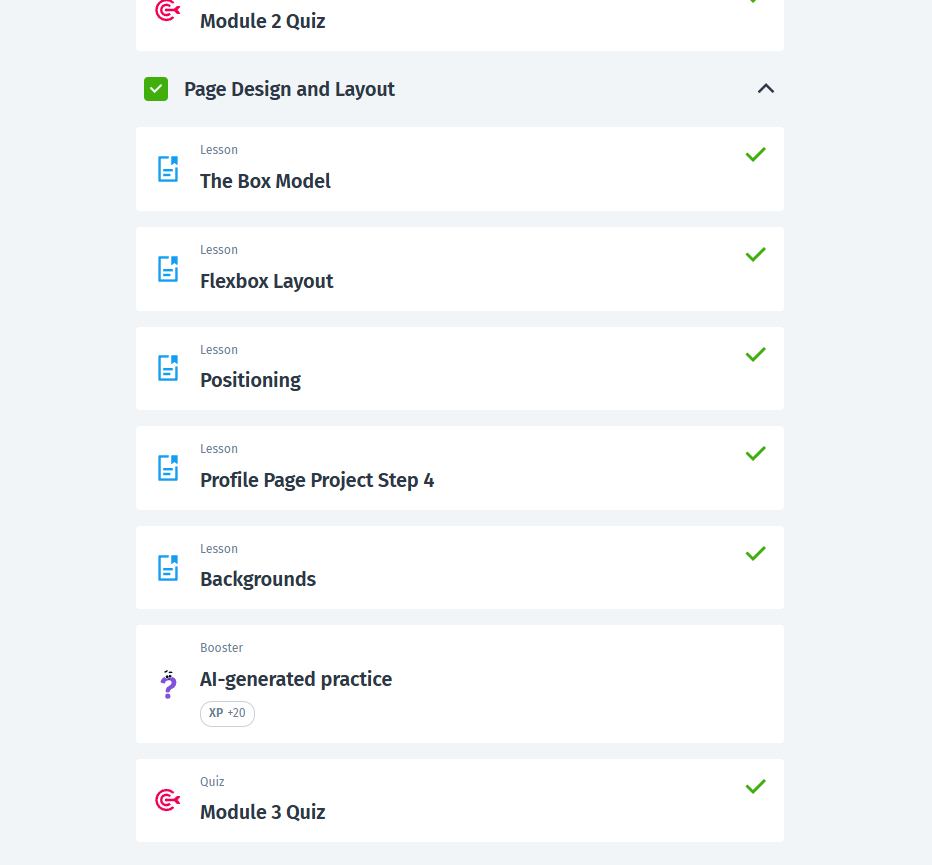 Module 2 Quiz
Page Design and Layout
Lesson
The Box Model
Lesson
Flexbox Layout
Lesson
Positioning
Lesson
Profile Page Project Step 4
Lesson
Backgrounds
Booster
AI-generated practice
XP +20
Quiz
Module 3 Quiz